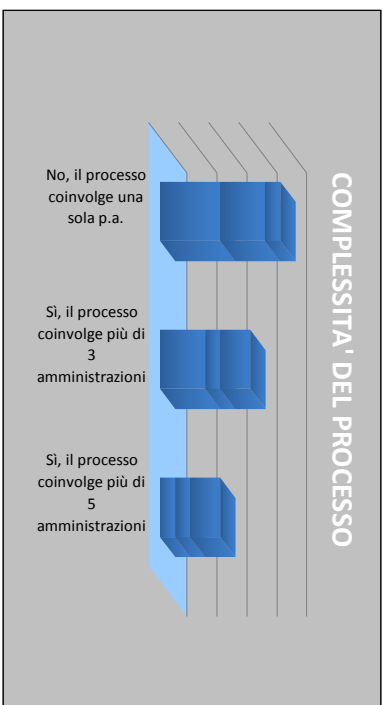 COMPLESSITA' DEL PROCESSO
No, il processo
coinvolge una
sola p.a.
Sì, il processo
coinvolge più di
3
amministrazioni
Sì, il processo
coinvolge più di
5
amministrazioni